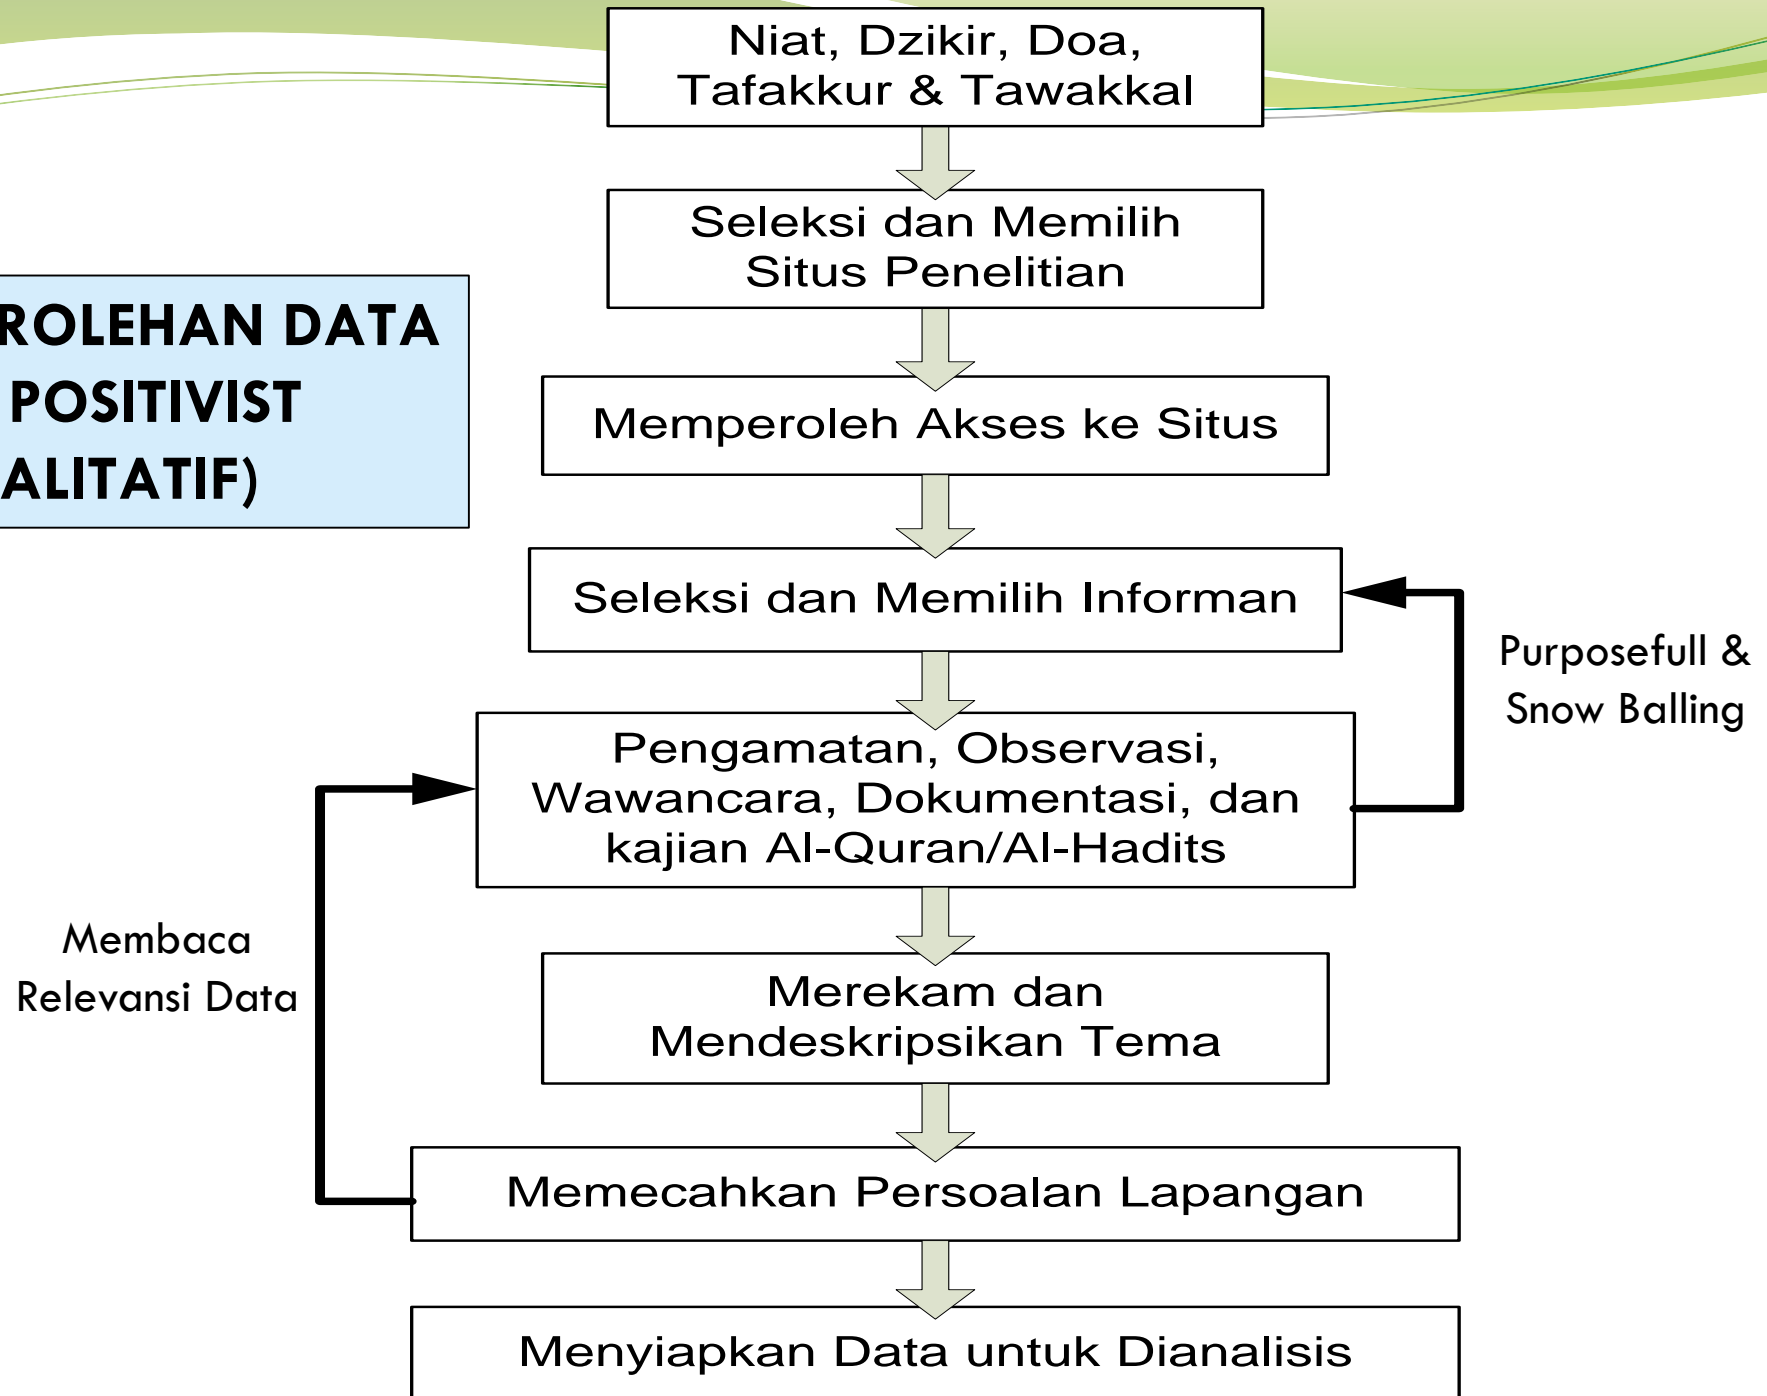 Niat, Dzikir, Doa,
Tafakkur & Tawakkal
Seleksi dan Memilih
Situs Penelitian
ROLEHAN DATA
POSITIVIST
ALITATIF)
Memperoleh Akses ke Situs
Seleksi dan Memilih Informan
Purposefull &
Snow Balling
Pengamatan, Observasi,
Wawancara, Dokumentasi, dan
kajian Al-Quran/Al-Hadits
Membaca
Relevansi Data
Merekam dan
Mendeskripsikan Tema
Memecahkan Persoalan Lapangan
Menyiapkan Data untuk Dianalisis